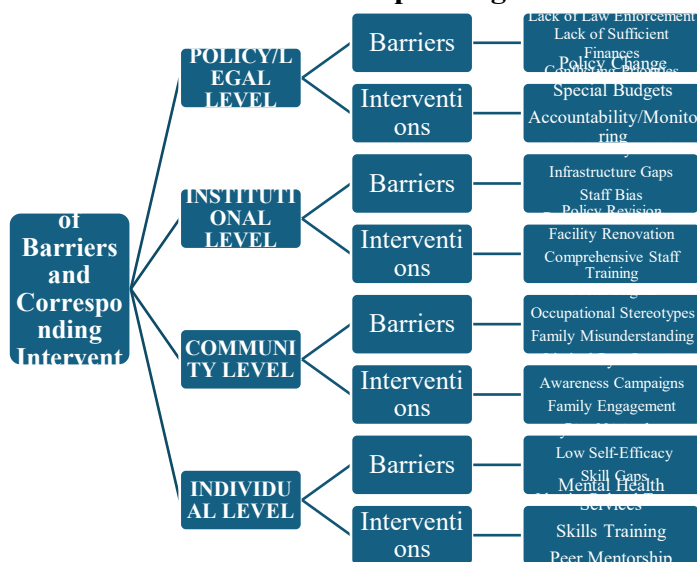 of
Barriers
and
Correspo
nding
Intervent
POLICY/L
EGAL
LEVEL
Barriers
Lack of Law Enforcement
Lack of Sufficient
Finances
Conflicting Priorities
Interventi
ons
Policy Change
Special Budgets
Accountability/Monito
ring
INSTITUTI
ONAL
LEVEL
Barriers
Infrastructure Gaps
Staff Bias
Interventi
ons
Policy Revision
Facility Renovation
Comprehensive Staff
Training
COMMUNI
TY LEVEL
Barriers
Occupational Stereotypes
Family Misunderstanding
Interventi
ons
Awareness Campaigns
Family Engagement
INDIVIDU
AL LEVEL
Barriers
Low Self-Efficacy
Skill Gaps
Interventi
ons
Mental Health
Services
Skills Training
Peer Mentorship